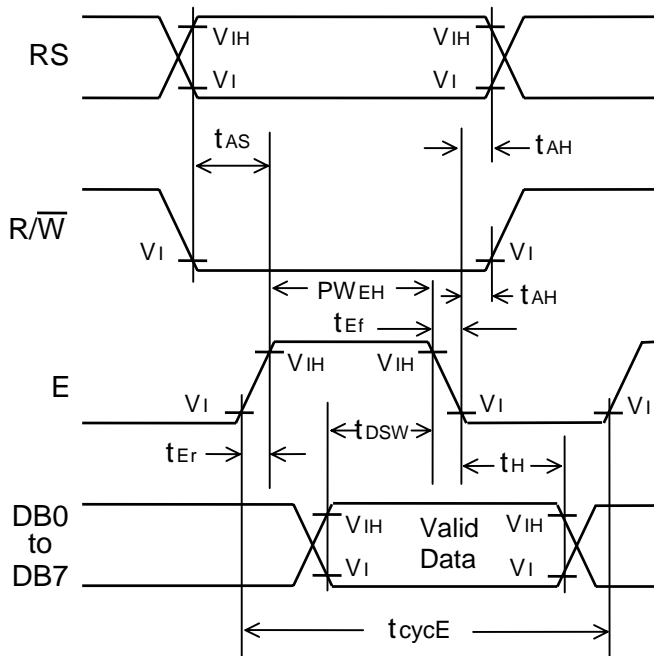 RS
VIH
VI
VIH
VI
tAS
tAH
R/W
VI
VI
PWEH
tAH
tEf
E
VIH
VIH
VI
VI
VI
tDSW
tEr
tH
DB0
to
DB7
VIH
VI
Valid
Data
VIH
VI
tcycE